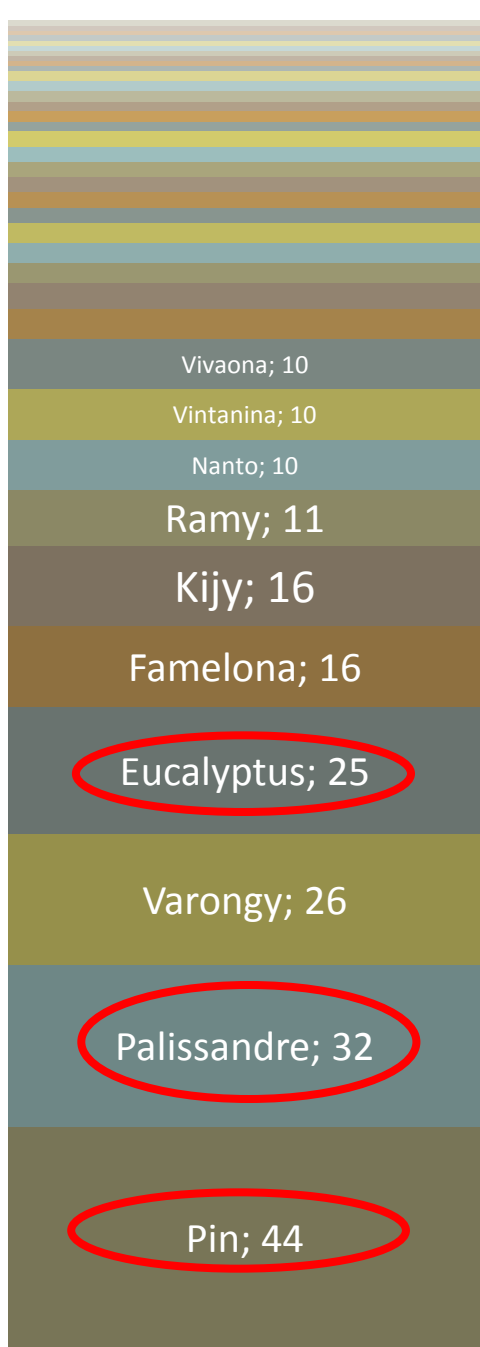 Vivaona; 10
Vintanina; 10
Nanto; 10
Ramy; 11
Kijy; 16
Famelona; 16
Eucalyptus; 25
Varongy; 26
Palissandre; 32
Pin; 44